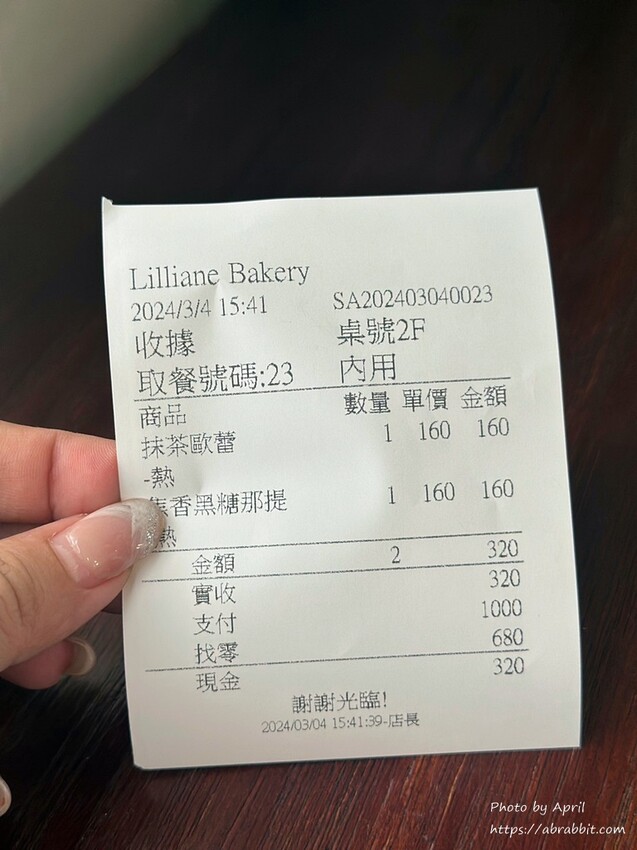 Lilliane Bakery
2024/3/4 15:41 SA202403040023
收據 桌號2F
取餐號碼:23 內用
商品 數量 單價 金額
抹茶歐蕾 1 160 160
-熱
焦香黑糖那提 1 160 160
熱
金額 2 320
實收 320
支付 1000
找零 680
現金 320
謝謝光臨!
2024/03/04 15:41:39-店長
Photo by April
https://abrabbit.com